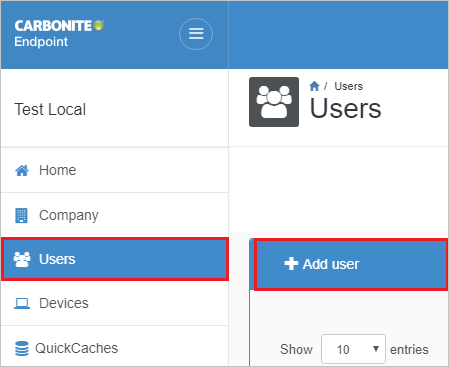 CARBONITE
Endpoint
Test Local
Home
Company
Users
Devices
QuickCaches
/ Users
Users
Add user
Show 10 entries